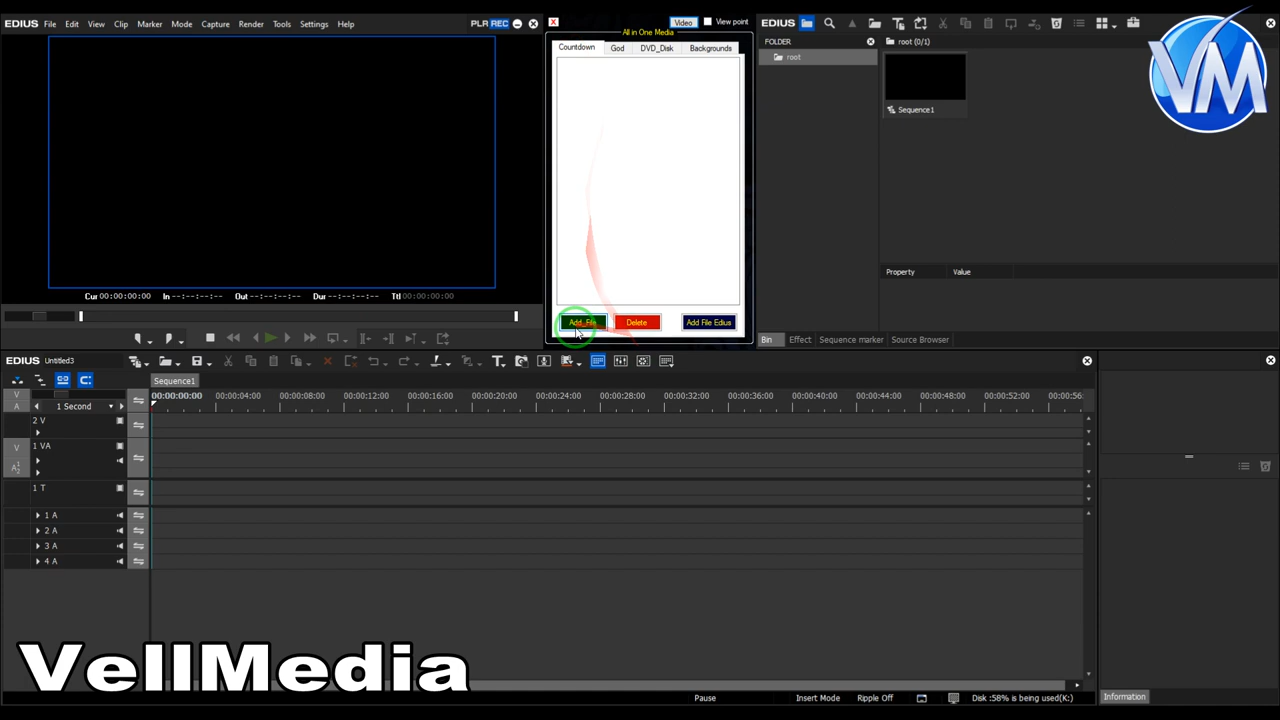 EDIUS File Edit View Clip Marker Mode Capture Render Tools Settings Help PLR REC
Video View point
All in One Media
Countdown God DVD_Disk Backgrounds
Add_File Delete Add File Edius
EDIUS
FOLDER
root (0/1)
root
Sequence1
Property Value
Bin Effect Sequence marker Source Browser
VM
Cur 00:00:00:00 In --:--:--:-- Out --:--:--:-- Dur --:--:--:-- Ttl 00:00:00:00
EDIUS Untitled3
Sequence1
V
A
1 Second
00:00:00:00 00:00:04:00 00:00:08:00 00:00:12:00 00:00:16:00 00:00:20:00 00:00:24:00 00:00:28:00 00:00:32:00 00:00:36:00 00:00:40:00 00:00:44:00 00:00:48:00 00:00:52:00 00:00:56:
2 V
V 1 VA
A1
2
1 T
1 A
2 A
3 A
4 A
VellMedia
Pause Insert Mode Ripple Off Disk :58% is being used(K:)
Information